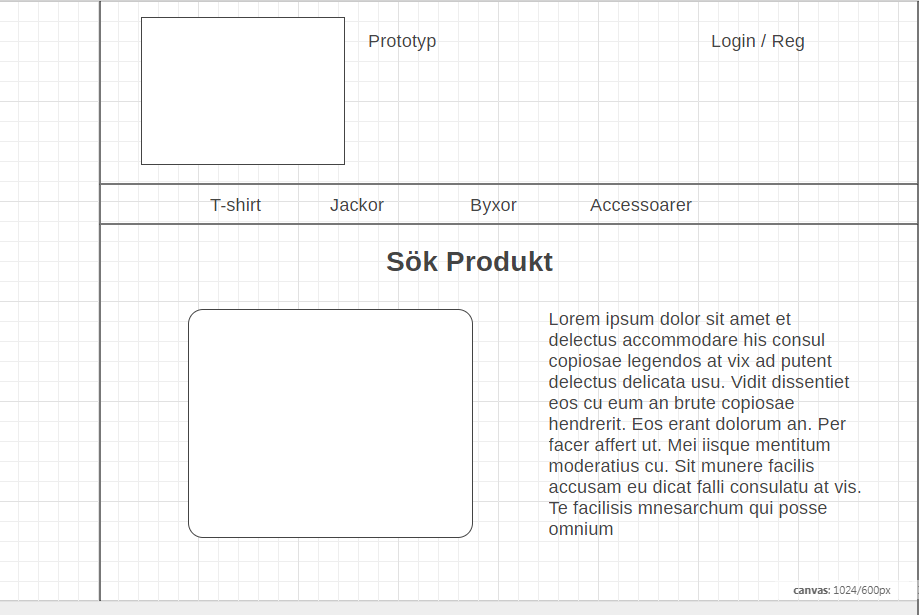 Prototyp
Login / Reg
T-shirt
Jackor
Byxor
Accessoarer
Sök Produkt
Lorem ipsum dolor sit amet et
delectus accommodare his consul
copiosae legendos at vix ad putent
delectus delicata usu. Vidit dissentiet
eos cu eum an brute copiosae
hendrerit. Eos erant dolorum an. Per
facer affert ut. Mei iisque mentitum
moderatius cu. Sit munere facilis
accusam eu dicat falli consulatu at vis.
Te facilisis mnesarchum qui posse
omnium
canvas: 1024/600px